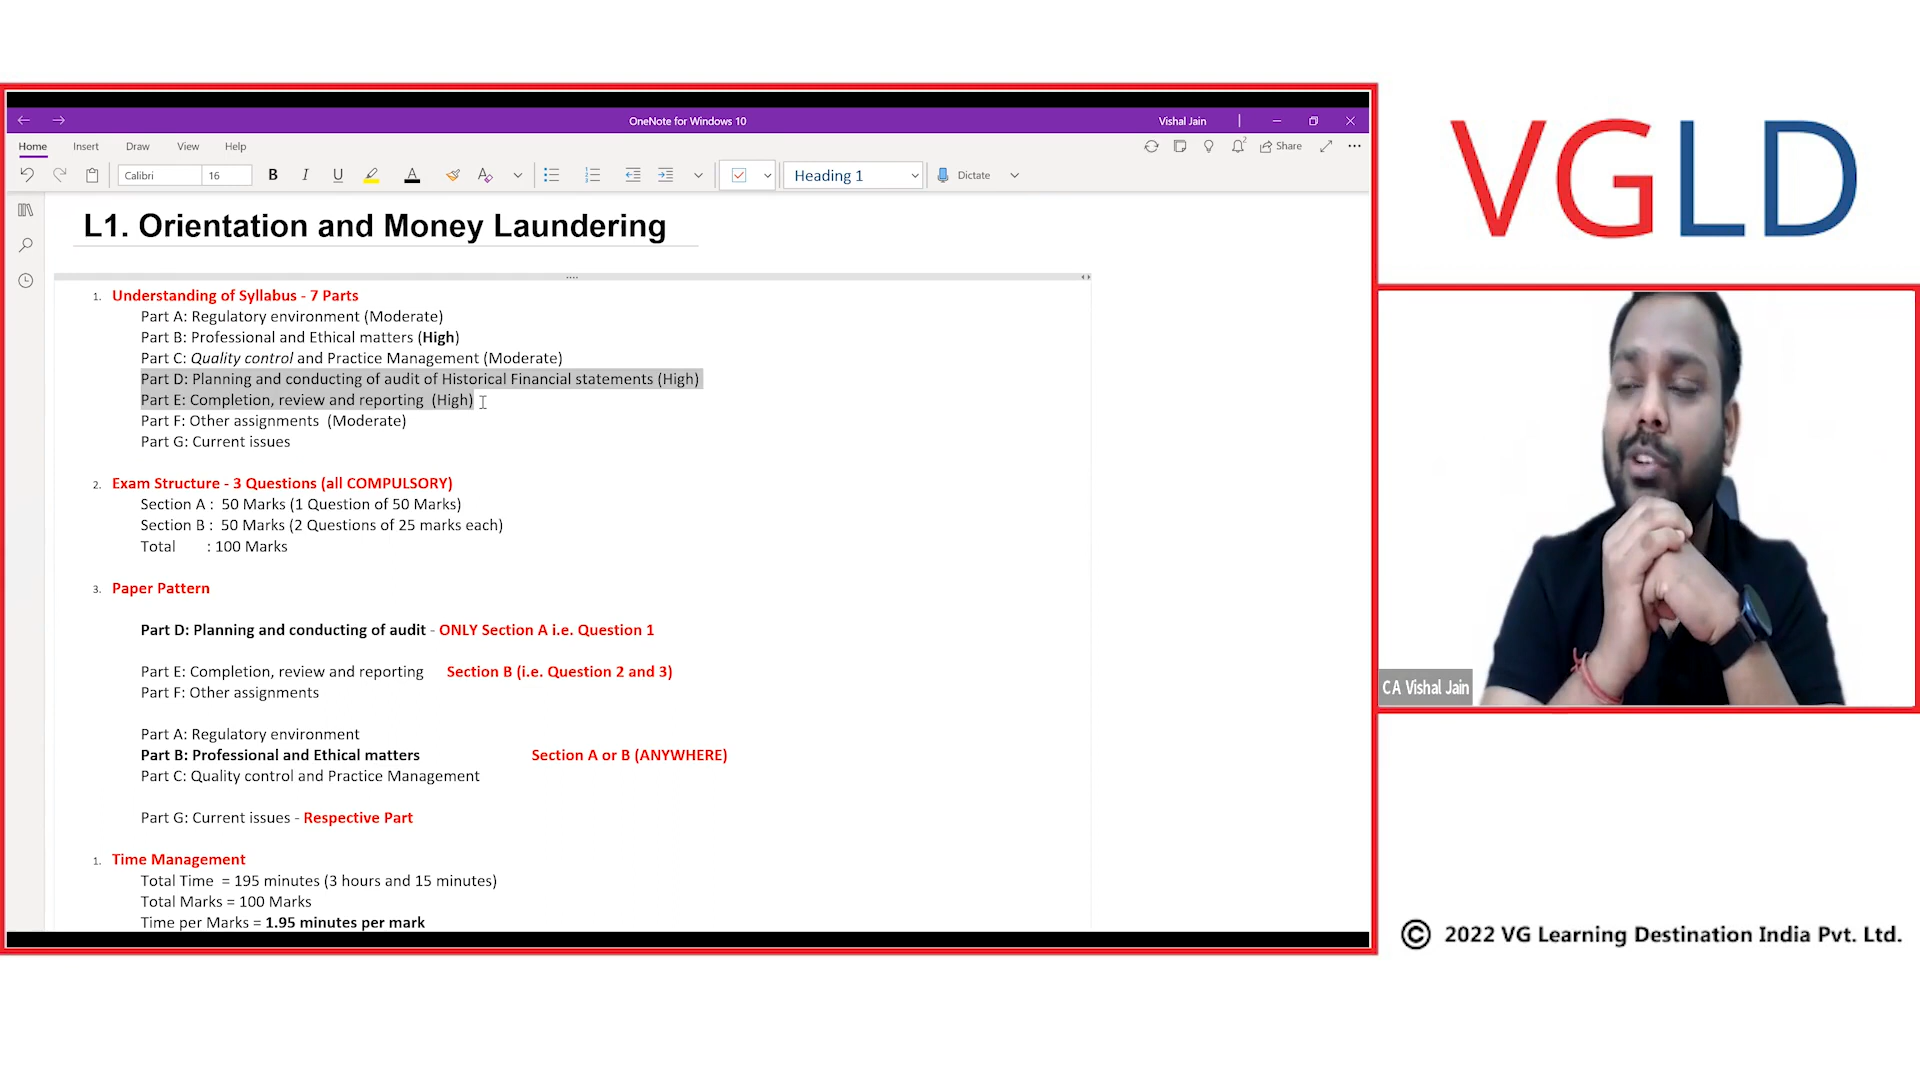 OneNote for Windows 10
Vishal Jain
Home Insert Draw View Help
Share
Calibri 16 B I U A Heading 1 Dictate
L1. Orientation and Money Laundering
1. Understanding of Syllabus - 7 Parts
Part A: Regulatory environment (Moderate)
Part B: Professional and Ethical matters (High)
Part C: Quality control and Practice Management (Moderate)
Part D: Planning and conducting of audit of Historical Financial statements (High)
Part E: Completion, review and reporting (High)
Part F: Other assignments (Moderate)
Part G: Current issues
2. Exam Structure - 3 Questions (all COMPULSORY)
Section A : 50 Marks (1 Question of 50 Marks)
Section B : 50 Marks (2 Questions of 25 marks each)
Total : 100 Marks
3. Paper Pattern
Part D: Planning and conducting of audit - ONLY Section A i.e. Question 1
Part E: Completion, review and reporting Section B (i.e. Question 2 and 3)
Part F: Other assignments
Part A: Regulatory environment
Part B: Professional and Ethical matters Section A or B (ANYWHERE)
Part C: Quality control and Practice Management
Part G: Current issues - Respective Part
1. Time Management
Total Time = 195 minutes (3 hours and 15 minutes)
Total Marks = 100 Marks
Time per Marks = 1.95 minutes per mark
VGLD
CA Vishal Jain
© 2022 VG Learning Destination India Pvt. Ltd.